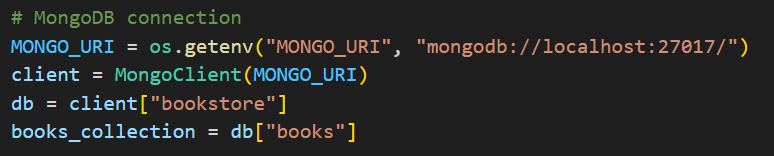 # MongoDB connection
MONGO_URI = os.getenv("MONGO_URI", "mongodb://localhost:27017/")
client = MongoClient(MONGO_URI)
db = client["bookstore"]
books_collection = db["books"]